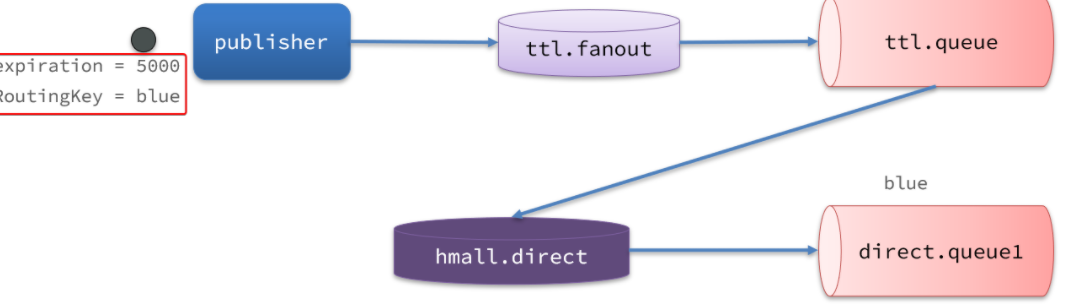 publisher
ttl.fanout
ttl.queue
expiration = 5000
RoutingKey = blue
blue
hmall.direct
direct.queue1